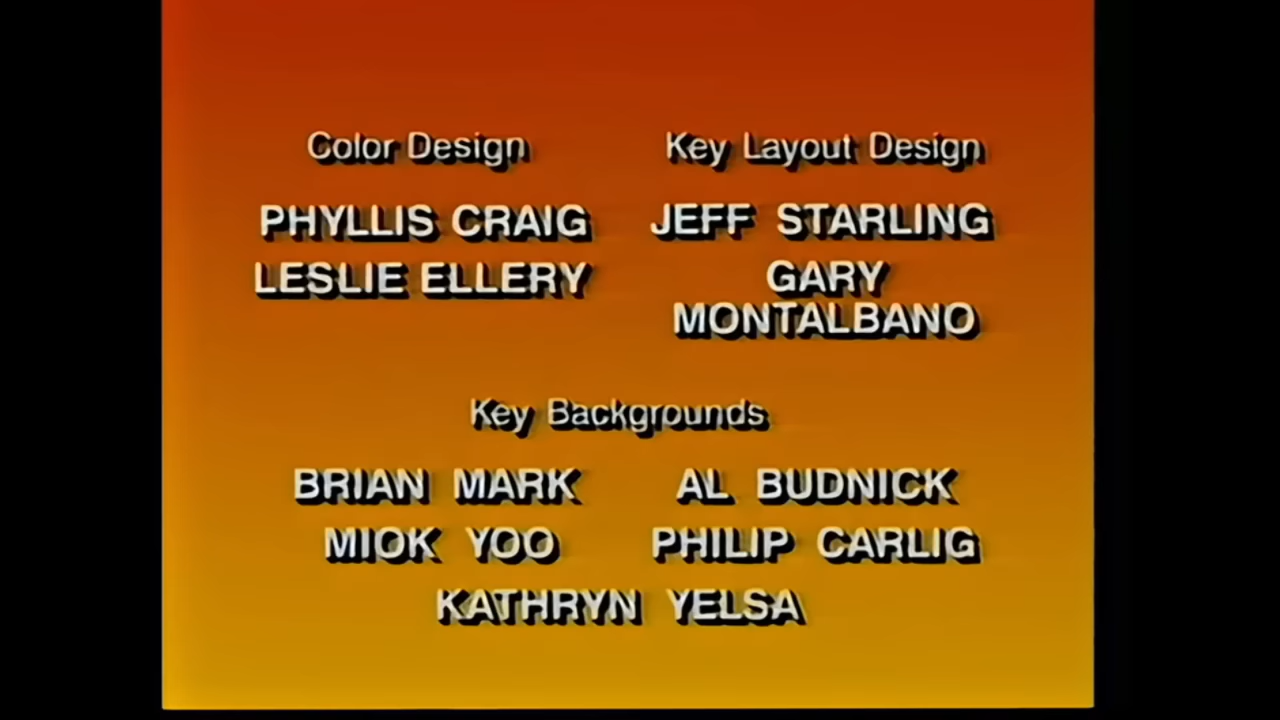 Color Design
PHYLLIS CRAIG
LESLIE ELLERY
Key Layout Design
JEFF STARLING
GARY
MONTALBANO
Key Backgrounds
BRIAN MARK
AL BUDNICK
MIOK YOO
PHILIP CARLIG
KATHRYN YELSA